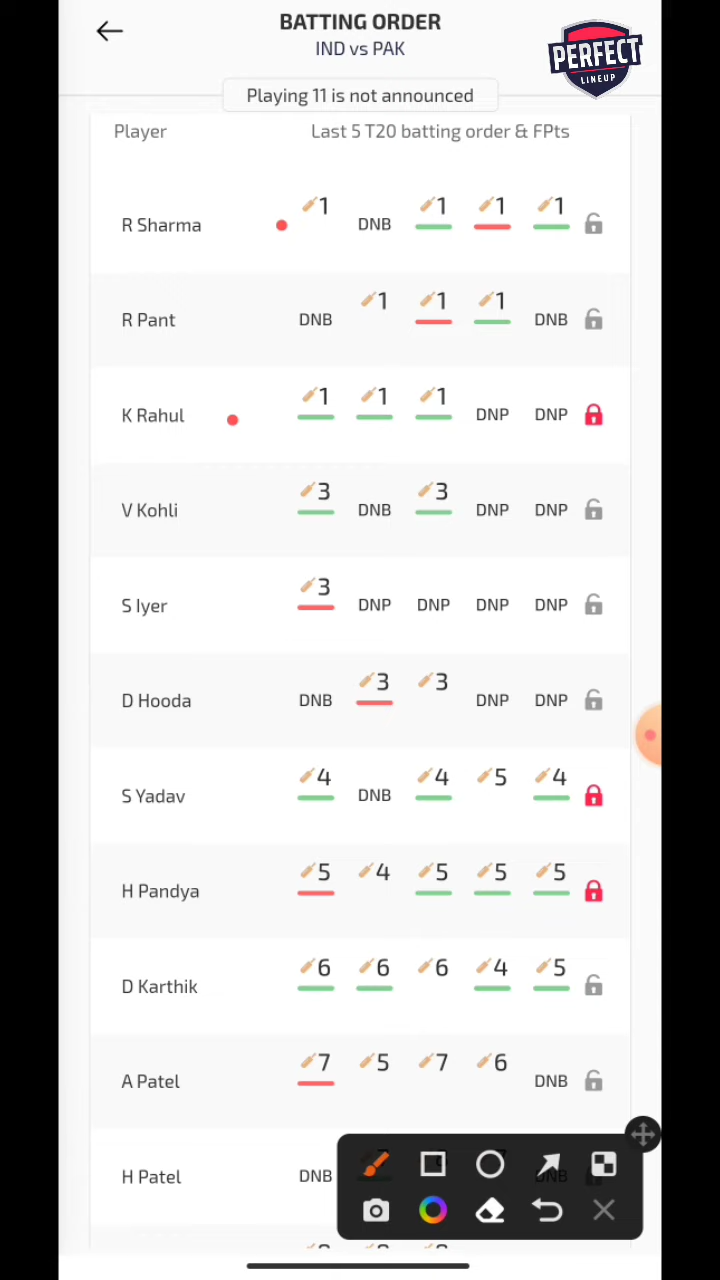 BATTING ORDER
IND vs PAK
PERFECT
LINEUP
Playing 11 is not announced
Player Last 5 T20 batting order & FPts
R Sharma 1 DNB 1 1 1
R Pant DNB 1 1 1 DNB
K Rahul 1 1 1 DNP DNP
V Kohli 3 DNB 3 DNP DNP
S Iyer 3 DNP DNP DNP DNP
D Hooda DNB 3 3 DNP DNP
S Yadav 4 DNB 4 5 4
H Pandya 5 4 5 5 5
D Karthik 6 6 6 4 5
A Patel 7 5 7 6 DNB
H Patel DNB DNB